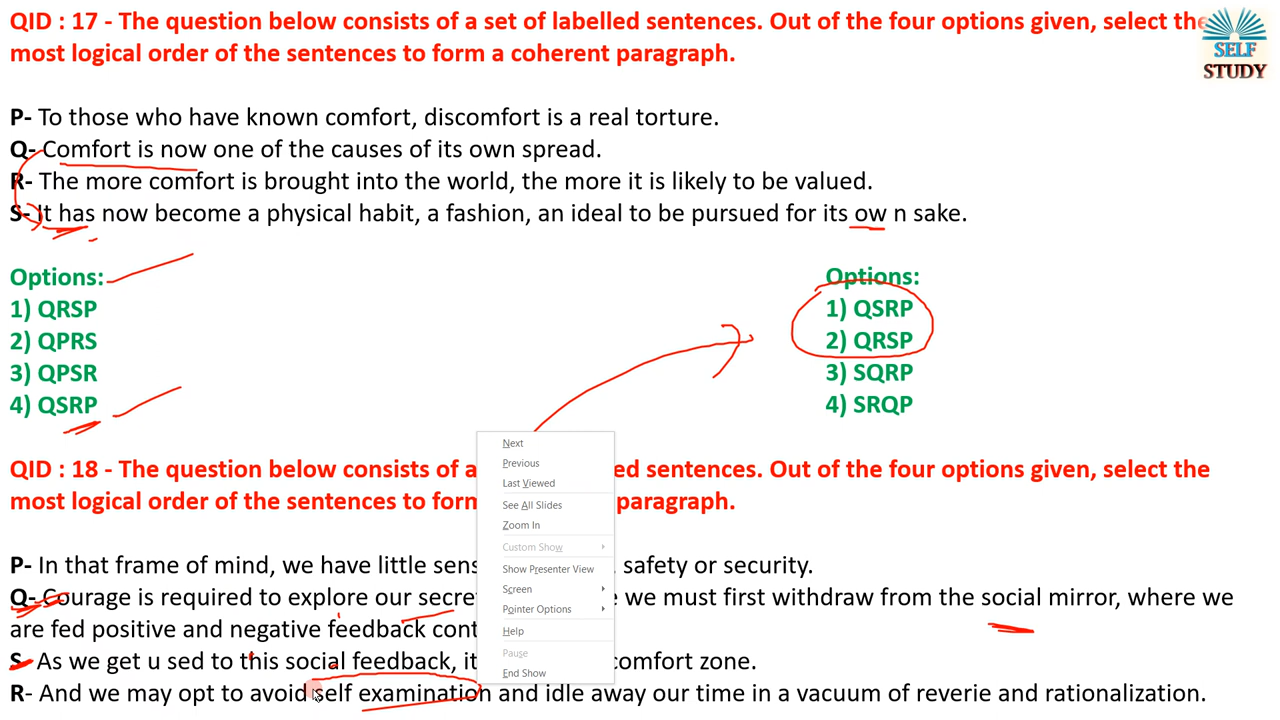 QID : 17 - The question below consists of a set of labelled sentences. Out of the four options given, select the
most logical order of the sentences to form a coherent paragraph.
SELF
STUDY
P- To those who have known comfort, discomfort is a real torture.
Q- Comfort is now one of the causes of its own spread.
R- The more comfort is brought into the world, the more it is likely to be valued.
S- It has now become a physical habit, a fashion, an ideal to be pursued for its ow n sake.
Options:
1) QRSP
2) QPRS
3) QPSR
4) QSRP
Options:
1) QSRP
2) QRSP
3) SQRP
4) SRQP
QID : 18 - The question below consists of a labelled sentences. Out of the four options given, select the
most logical order of the sentences to form paragraph.
P- In that frame of mind, we have little safety or security.
Q- Courage is required to explore our we must first withdraw from the social mirror, where we
are fed positive and negative feedback
S- As we get u sed to this social feedback, comfort zone.
R- And we may opt to avoid self examination and idle away our time in a vacuum of reverie and rationalization.
Next
Previous
Last Viewed
See All Slides
Zoom In
Custom Show
Show Presenter View
Screen
Pointer Options
Help
Pause
End Show